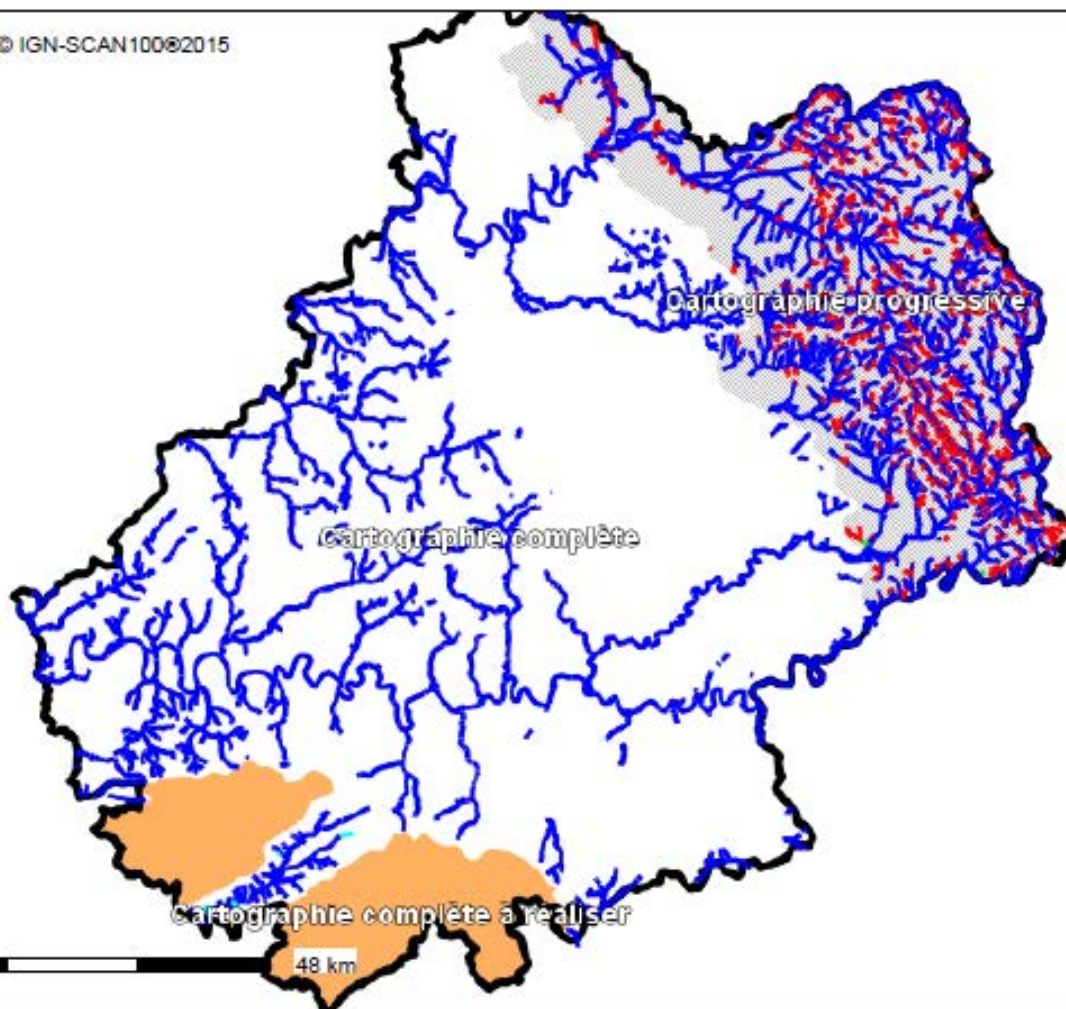 © IGN-SCAN100®2015
Cartographie progressive
Cartographie complète
Cartographie complète à réaliser
48 km